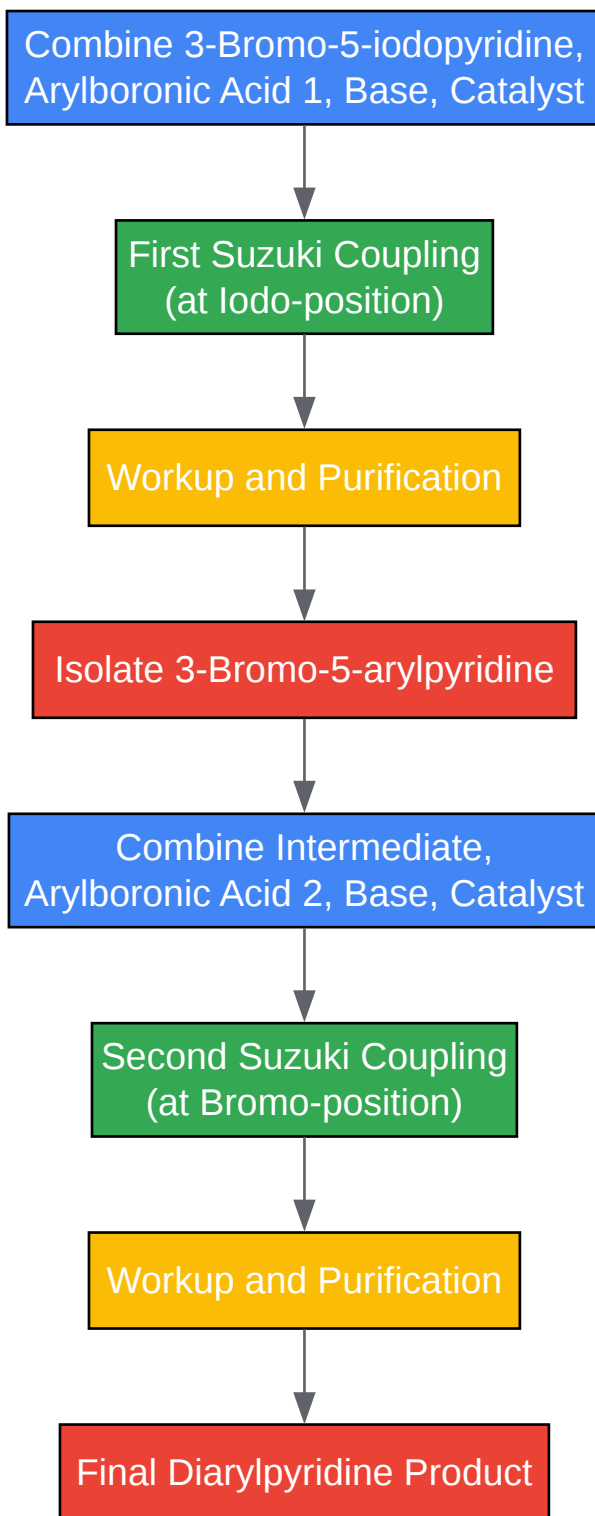 Combine 3-Bromo-5-iodopyridine,
Arylboronic Acid 1, Base, Catalyst
First Suzuki Coupling
(at Iodo-position)
Workup and Purification
Isolate 3-Bromo-5-arylpyridine
Combine Intermediate,
Arylboronic Acid 2, Base, Catalyst
Second Suzuki Coupling
(at Bromo-position)
Workup and Purification
Final Diarylpyridine Product